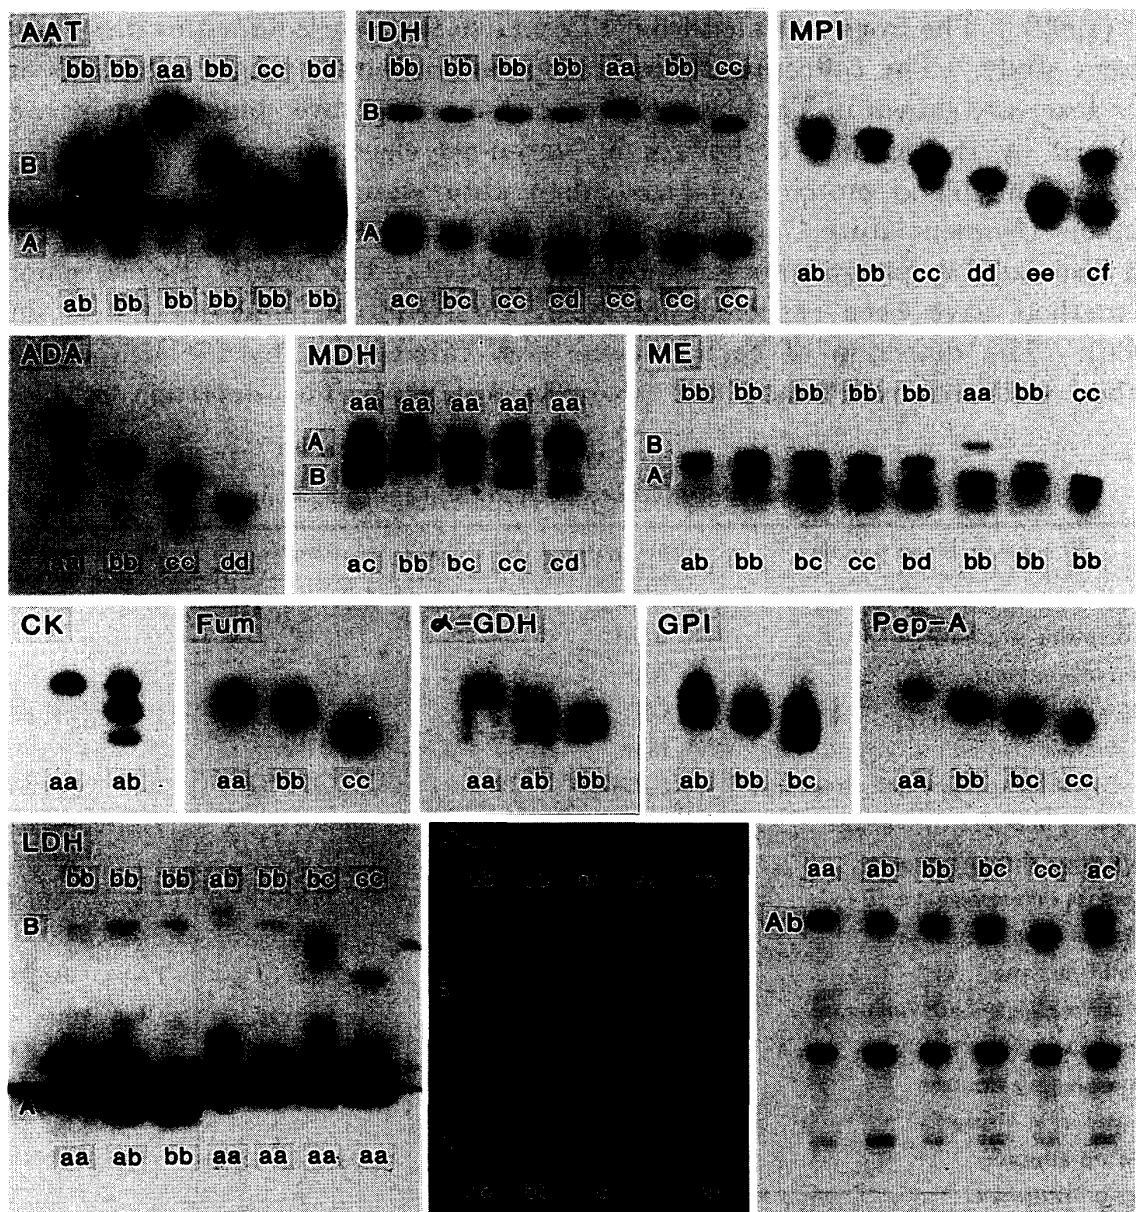 AAT
bb bb aa bb cc bd
B
A
ab bb bb bb bb bb
IDH
bb bb bb bb aa bb cc
B
A
ac bc cc cd cc cc cc
MPI
ab bb cc dd ee cf
ADA
aa bb cc dd
MDH
aa aa aa aa aa
A
B
ac bb bc cc cd
ME
bb bb bb bb bb aa bb cc
B
A
ab bb bc cc bd bb bb bb
CK
aa ab
Fum
aa bb cc
α-GDH
aa ab bb
GPI
ab bb bc
Pep-A
aa bb bc cc
LDH
bb bb bb ab bb bc cc
B
A
aa ab bb aa aa aa aa
aa ab bb bc cc ac
Ab